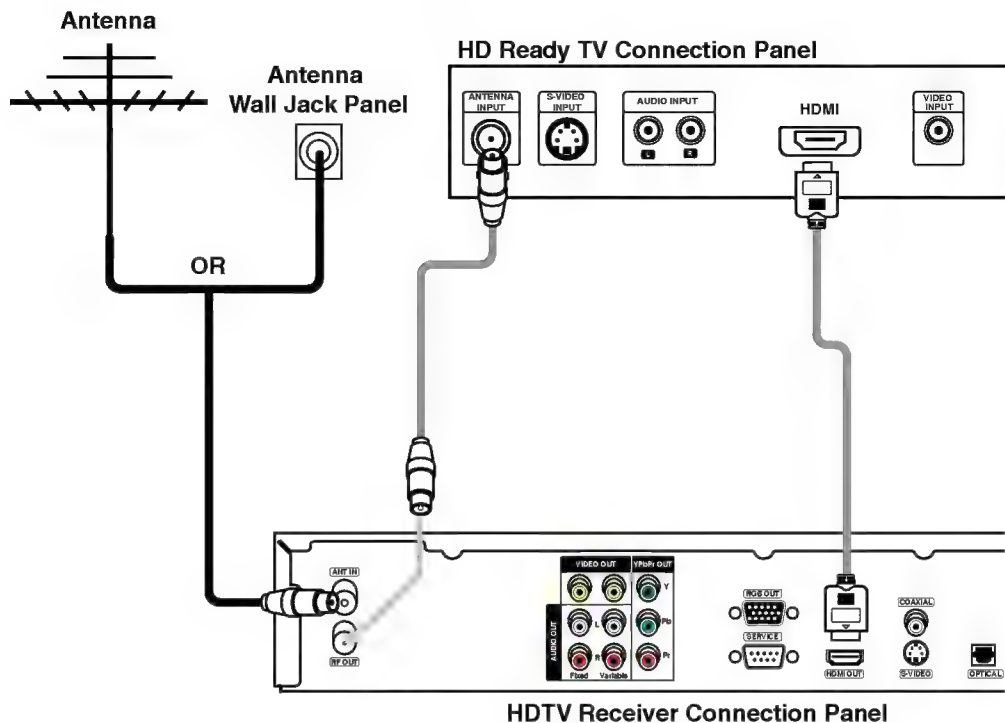 Antenna
HD Ready TV Connection Panel
Antenna
Wall Jack Panel
ANTENNA
INPUT
S-VIDEO
INPUT
AUDIO INPUT
L
R
HDMI
VIDEO
INPUT
OR
ANT IN
RF OUT
VIDEO OUT
YPbPr OUT
Y
Pb
Pr
AUDIO OUT
L
R
Fixed
Variable
RGB OUT
SERVICE
HDMI OUT
COAXIAL
S-VIDEO
OPTICAL
HDTV Receiver Connection Panel